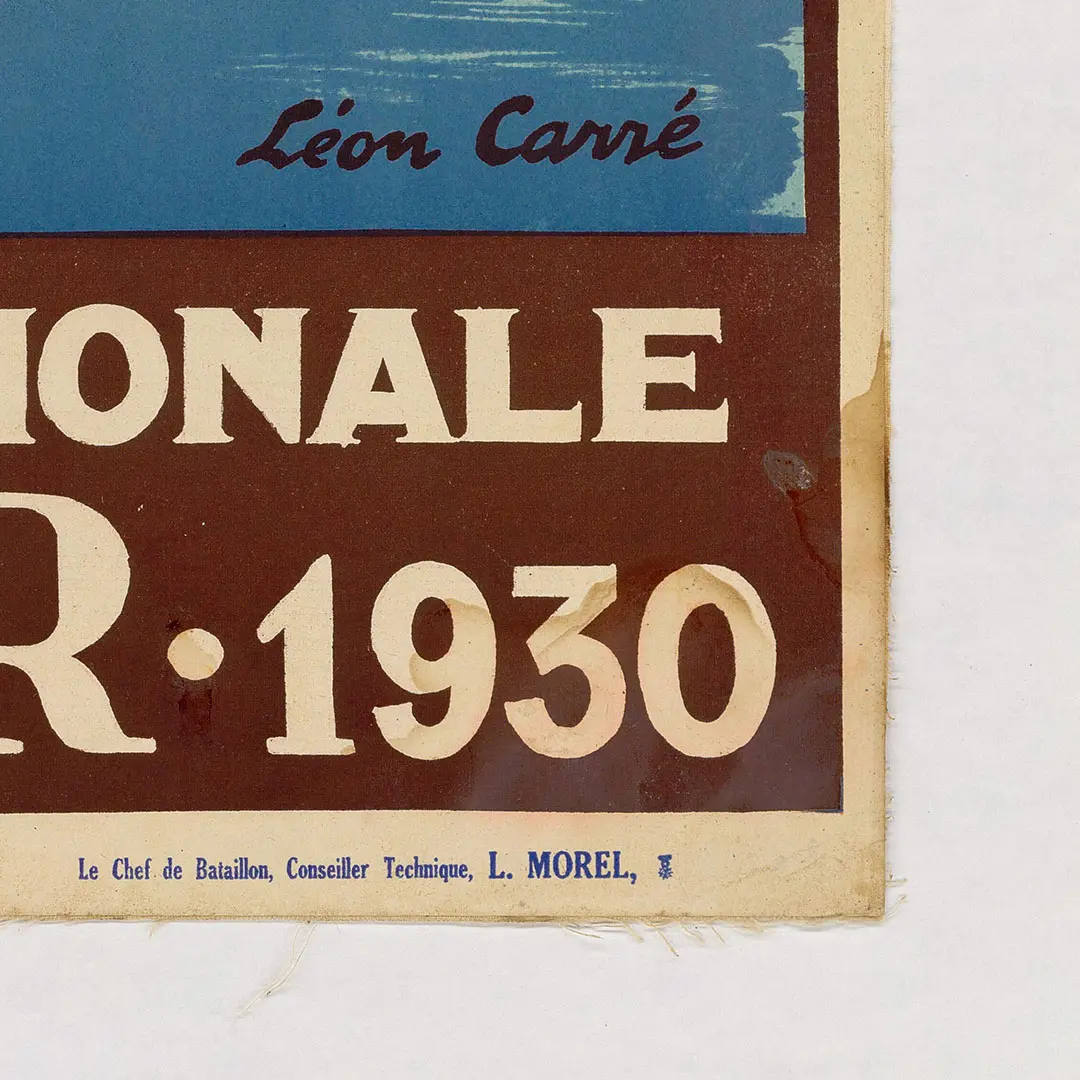 Léon Carré
IONALE
R · 1930
Le Chef de Bataillon, Conseiller Technique, L. MOREL,